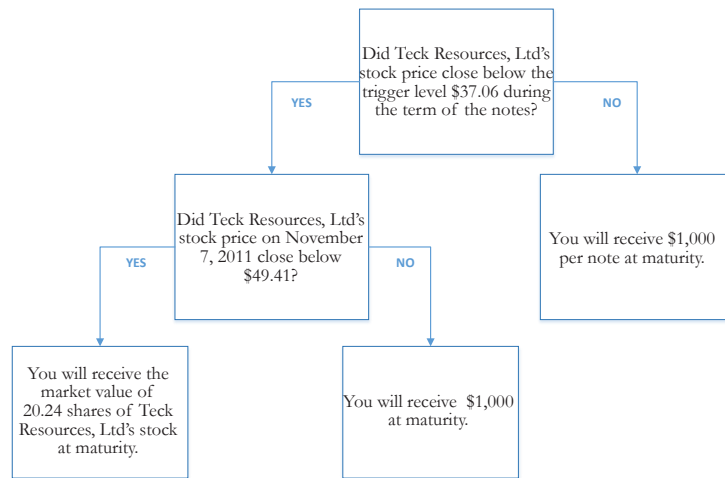 Did Teck Resources, Ltd's
stock price close below the
trigger level $37.06 during
the term of the notes?
YES
NO
Did Teck Resources, Ltd's
stock price on November
7, 2011 close below
$49.41?
You will receive $1,000
per note at maturity.
YES
NO
You will receive the
market value of
20.24 shares of Teck
Resources, Ltd's stock
at maturity.
You will receive $1,000
at maturity.